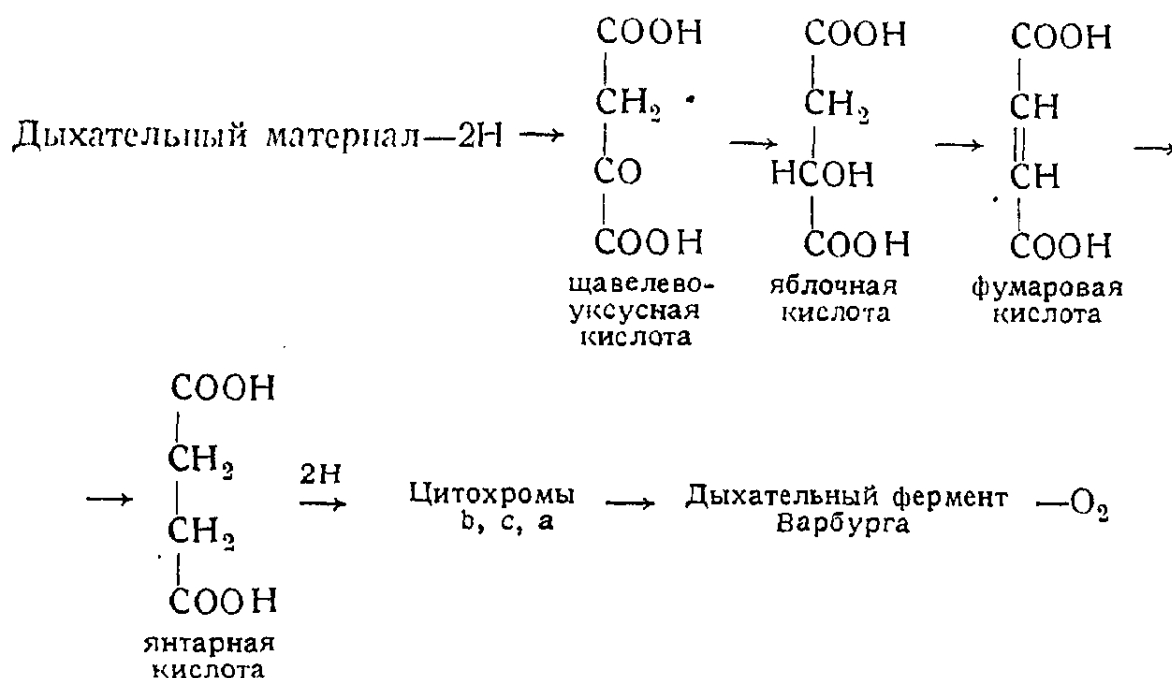 COOH COOH COOH
CH₂ CH₂ CH
Дыхательный материал—2H → → → →
CO HCOH CH
COOH COOH COOH
щавелево- яблочная фумаровая
уксусная кислота кислота
кислота
COOH
CH₂
→ 2H → Цитохромы → Дыхательный фермент —O₂
b, c, a Варбурга
CH₂
COOH
янтарная
кислота